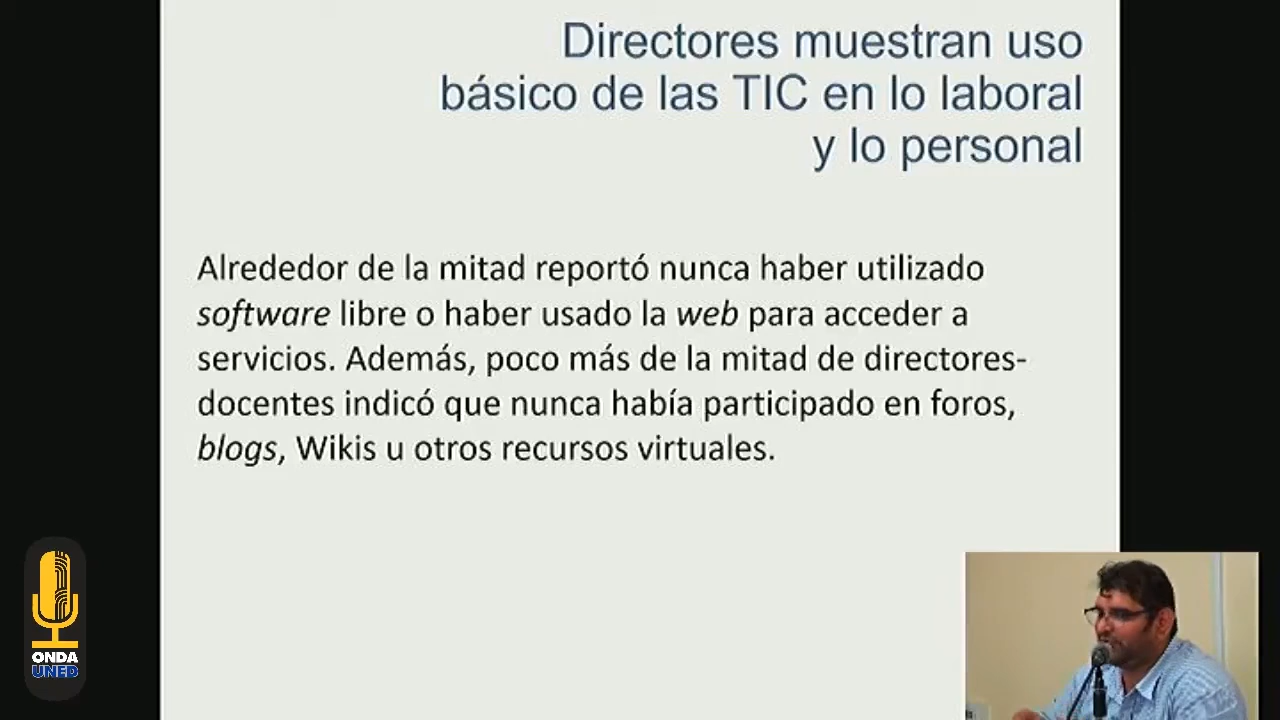 Directores muestran uso
básico de las TIC en lo laboral
y lo personal
Alrededor de la mitad reportó nunca haber utilizado
software libre o haber usado la web para acceder a
servicios. Además, poco más de la mitad de directores-
docentes indicó que nunca había participado en foros,
blogs, Wikis u otros recursos virtuales.
ONDA
UNED